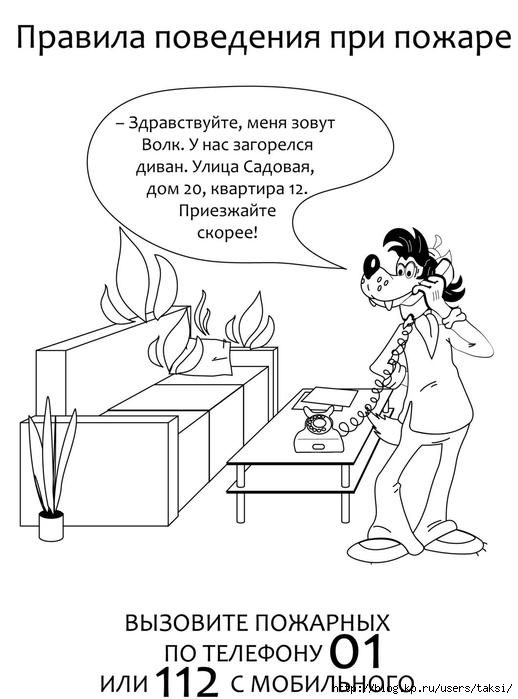 Правила поведения при пожаре
– Здравствуйте, меня зовут
Волк. У нас загорелся
диван. Улица Садовая,
дом 20, квартира 12.
Приезжайте
скорее!
ВЫЗОВИТЕ ПОЖАРНЫХ
ПО ТЕЛЕФОНУ 01
ИЛИ 112 С МОБИЛЬНОГО
http://blog.kp.ru/users/taksi/